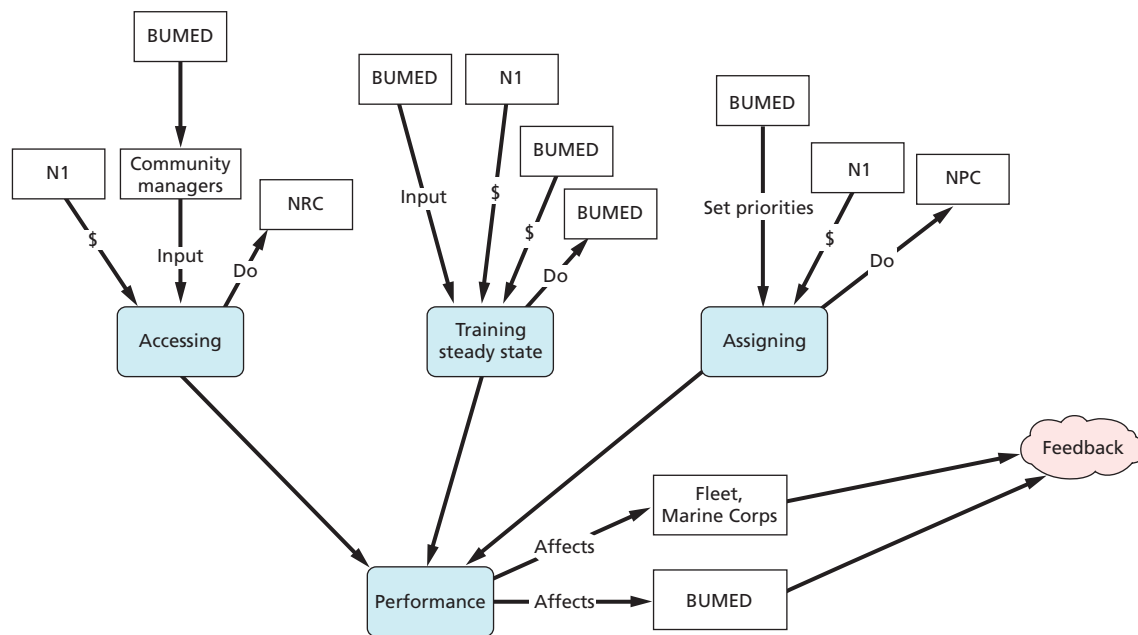 BUMED
BUMED
N1
BUMED
BUMED
N1
Community
managers
NRC
BUMED
BUMED
N1
NPC
$
Input
Do
Input
$
$
Do
Set priorities
$
Do
Accessing
Training
steady state
Assigning
Feedback
Fleet,
Marine Corps
Affects
Performance
Affects
BUMED